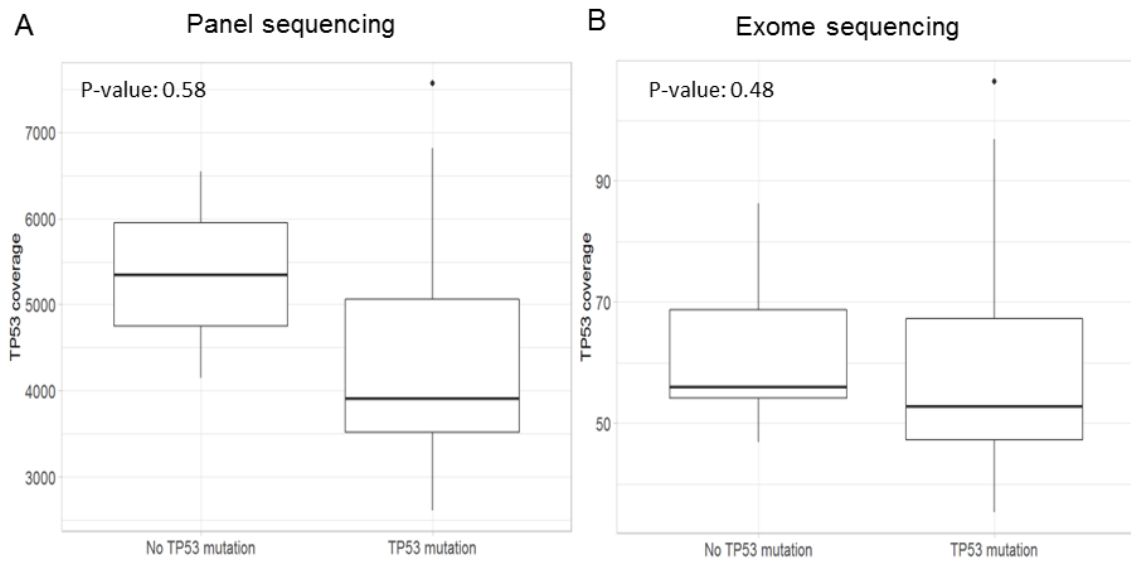 A
Panel sequencing
P-value: 0.58
TP53 coverage
7000
6000
5000
4000
3000
No TP53 mutation
TP53 mutation
B
Exome sequencing
P-value: 0.48
TP53 coverage
90
70
50
No TP53 mutation
TP53 mutation